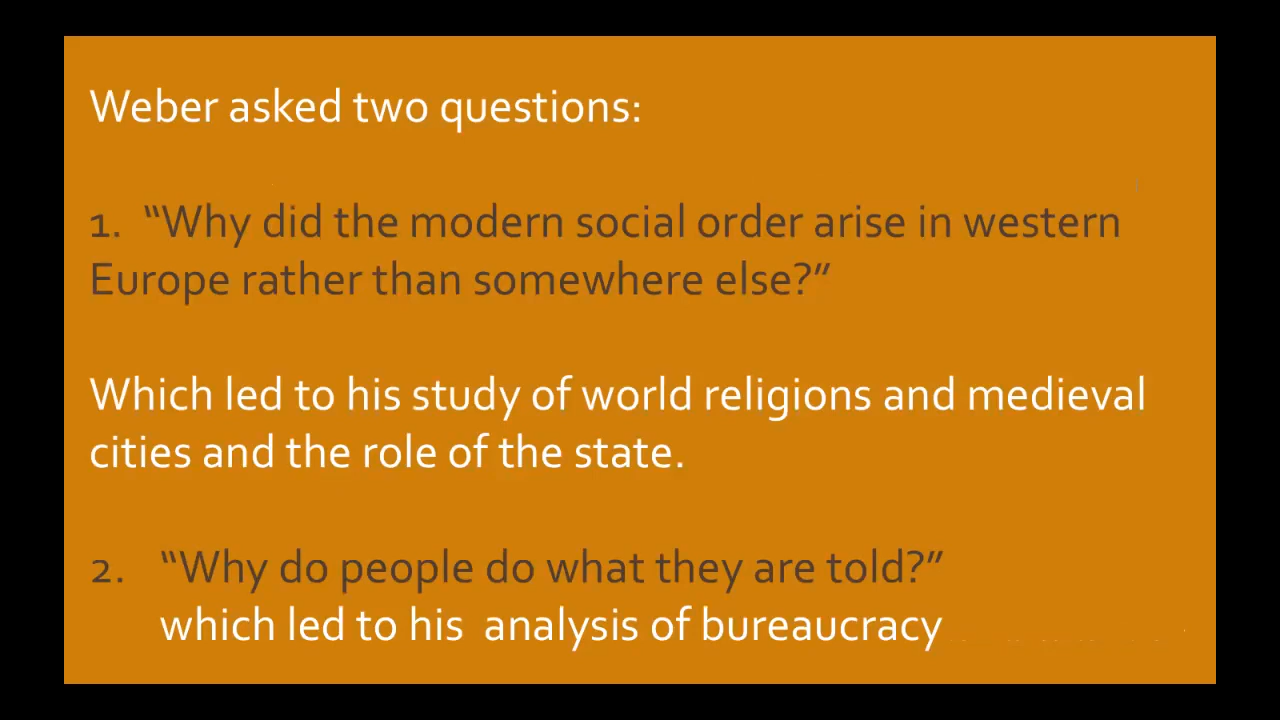 Weber asked two questions:
1. “Why did the modern social order arise in western
Europe rather than somewhere else?”
Which led to his study of world religions and medieval
cities and the role of the state.
2. “Why do people do what they are told?”
which led to his analysis of bureaucracy